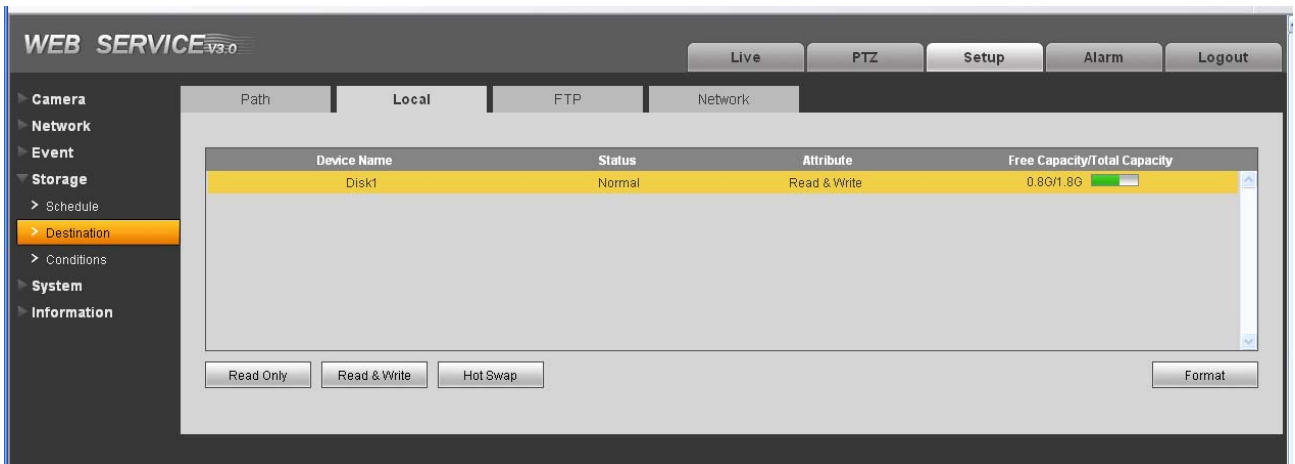 WEB SERVICE V3.0
Live PTZ Setup Alarm Logout
Camera
Network
Event
Storage
> Schedule
> Destination
> Conditions
System
Information
Path Local FTP Network
Device Name Status Attribute Free Capacity/Total Capacity
Disk1 Normal Read & Write 0.8G/1.8G
Read Only Read & Write Hot Swap Format